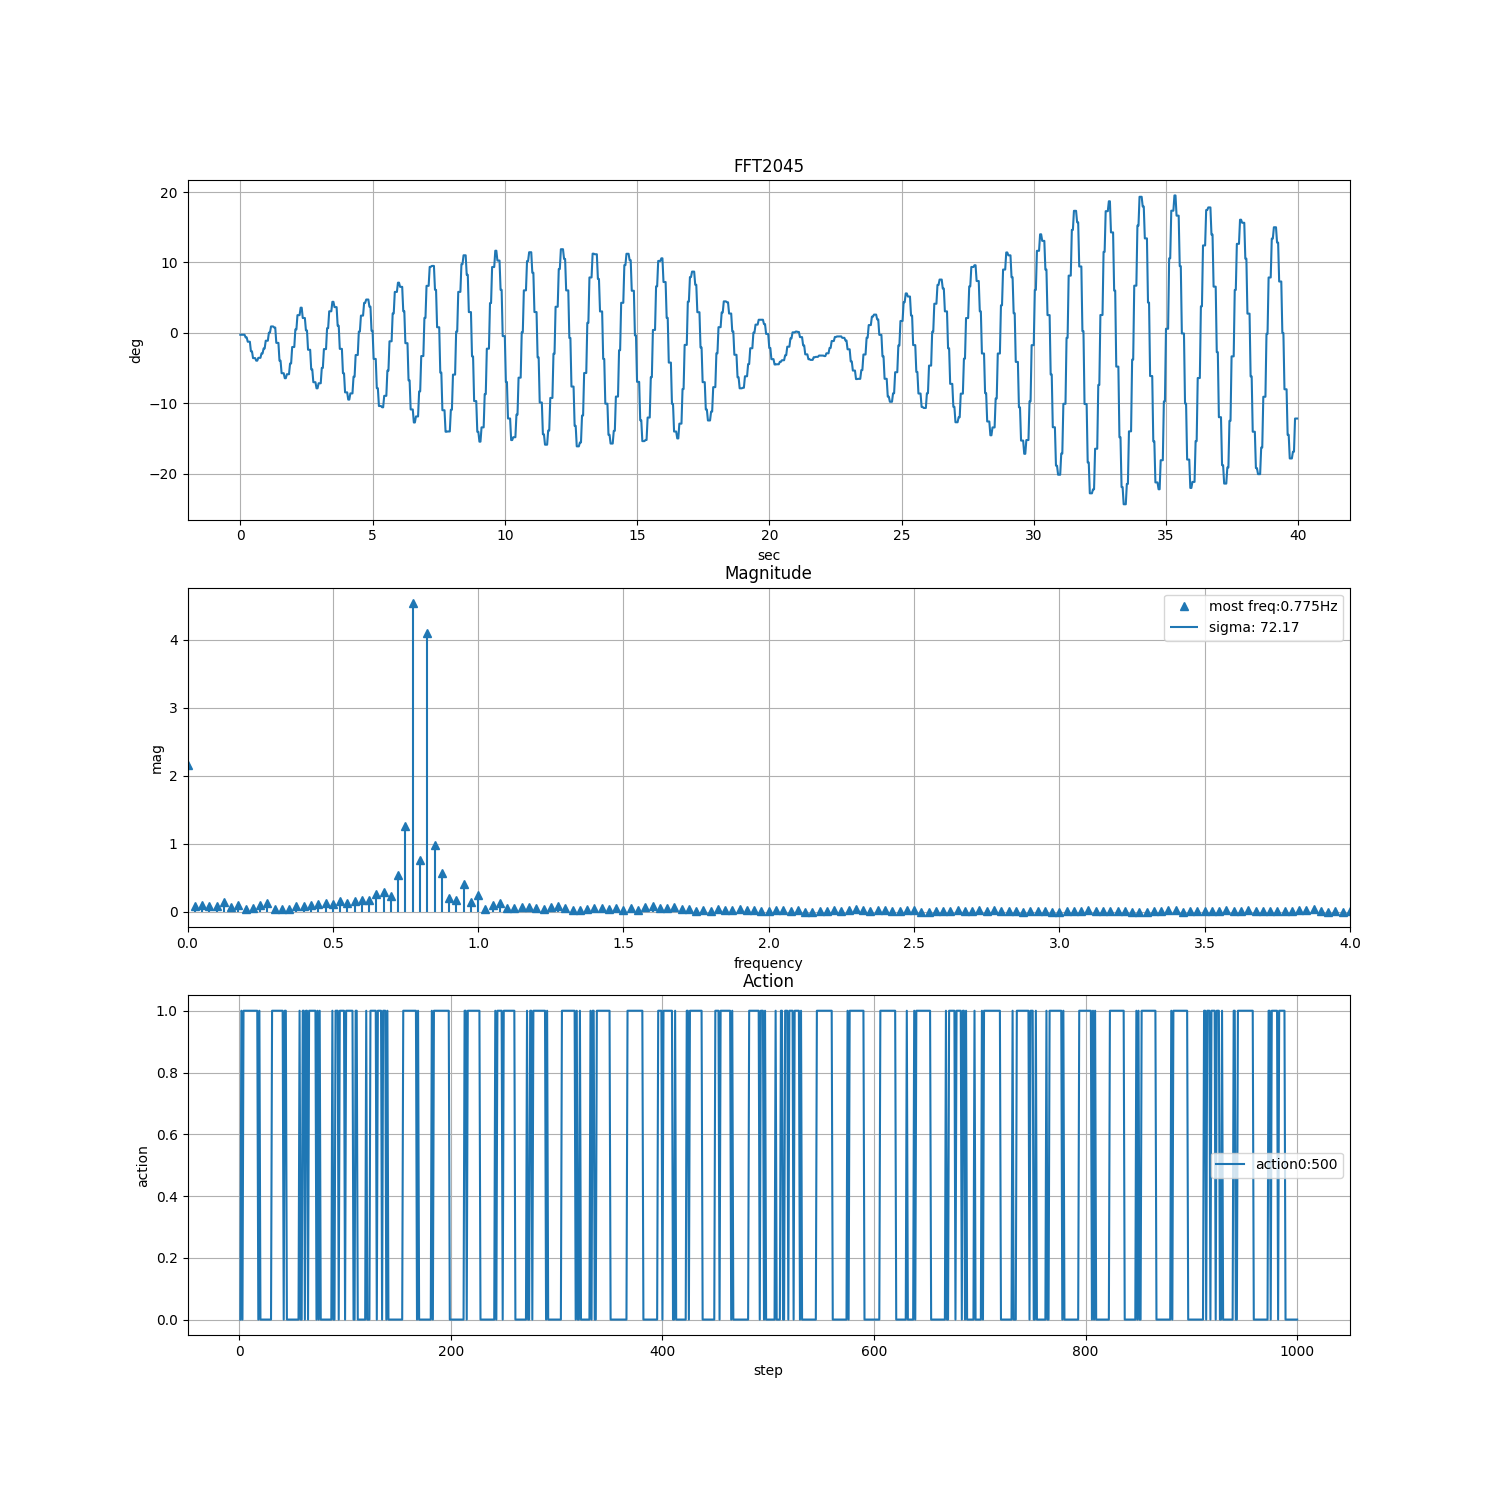 FFT2045
20
10
0
−10
−20
deg
0 5 10 15 20 25 30 35 40
sec
Magnitude
most freq:0.775Hz
sigma: 72.17
4
3
2
1
0
mag
0.0 0.5 1.0 1.5 2.0 2.5 3.0 3.5 4.0
frequency
Action
1.0
0.8
0.6
0.4
0.2
0.0
action
action0:500
0 200 400 600 800 1000
step